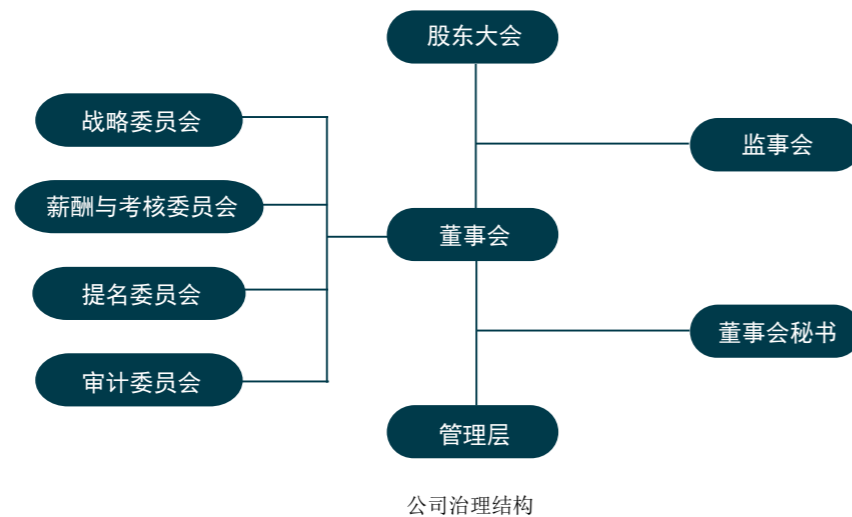 股东大会
战略委员会
监事会
薪酬与考核委员会
董事会
提名委员会
董事会秘书
审计委员会
管理层
公司治理结构